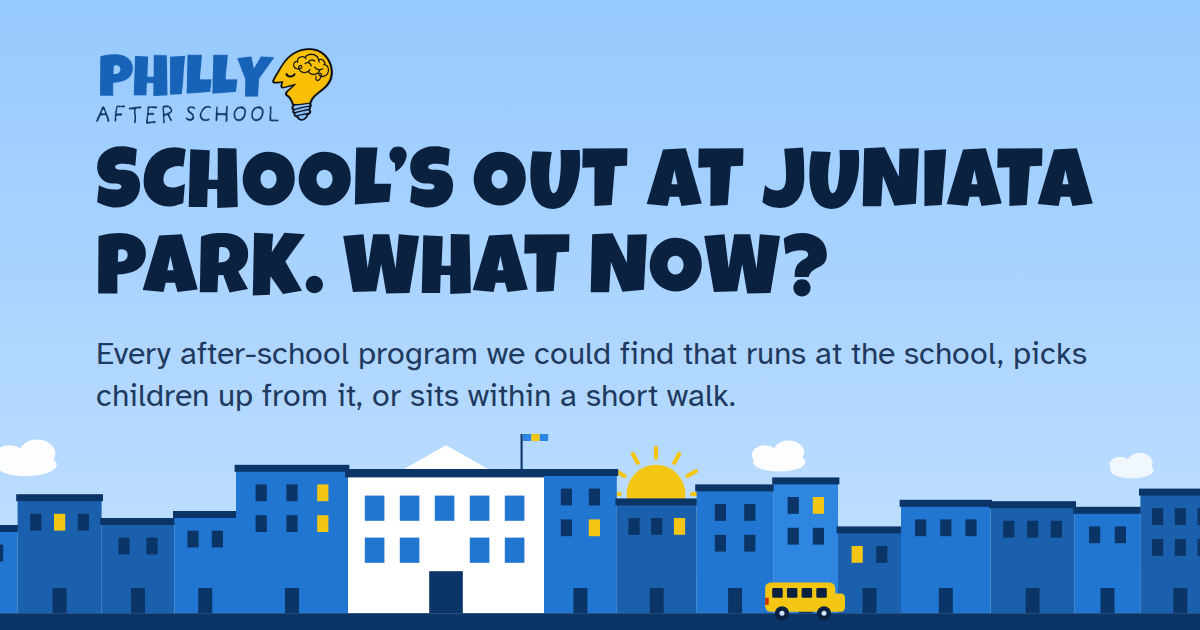 PHILLY
AFTER SCHOOL
SCHOOL’S OUT AT JUNIATA
PARK. WHAT NOW?
Every after-school program we could find that runs at the school, picks
children up from it, or sits within a short walk.